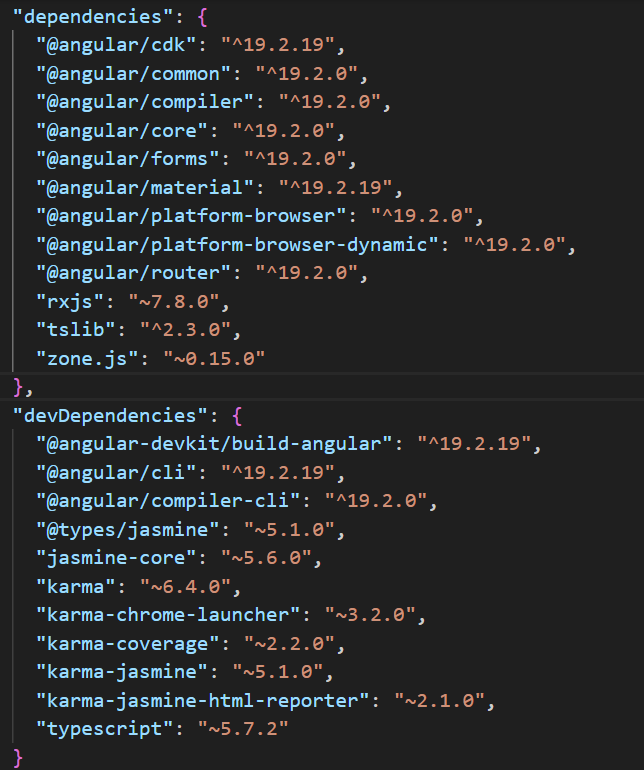 "dependencies": {
"@angular/cdk": "^19.2.19",
"@angular/common": "^19.2.0",
"@angular/compiler": "^19.2.0",
"@angular/core": "^19.2.0",
"@angular/forms": "^19.2.0",
"@angular/material": "^19.2.19",
"@angular/platform-browser": "^19.2.0",
"@angular/platform-browser-dynamic": "^19.2.0",
"@angular/router": "^19.2.0",
"rxjs": "~7.8.0",
"tslib": "^2.3.0",
"zone.js": "~0.15.0"
},
"devDependencies": {
"@angular-devkit/build-angular": "^19.2.19",
"@angular/cli": "^19.2.19",
"@angular/compiler-cli": "^19.2.0",
"@types/jasmine": "~5.1.0",
"jasmine-core": "~5.6.0",
"karma": "~6.4.0",
"karma-chrome-launcher": "~3.2.0",
"karma-coverage": "~2.2.0",
"karma-jasmine": "~5.1.0",
"karma-jasmine-html-reporter": "~2.1.0",
"typescript": "~5.7.2"
}